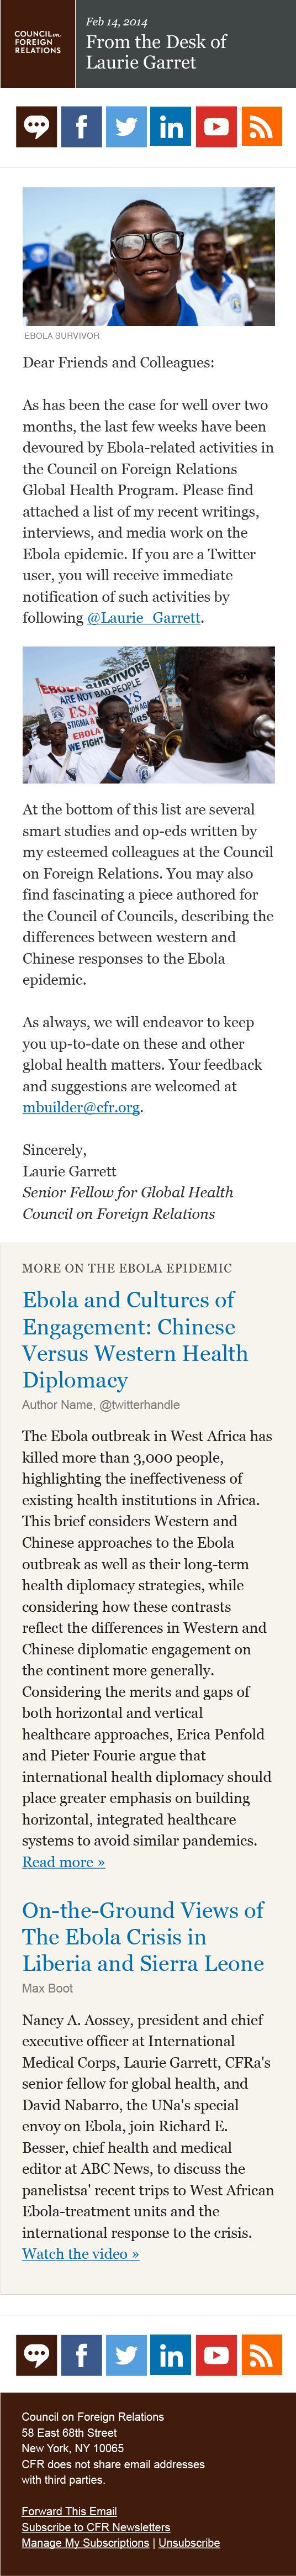 COUNCIL on
FOREIGN
RELATIONS
Feb 14, 2014
From the Desk of
Laurie Garret
EBOLA SURVIVOR
Dear Friends and Colleagues:
As has been the case for well over two
months, the last few weeks have been
devoured by Ebola-related activities in
the Council on Foreign Relations
Global Health Program. Please find
attached a list of my recent writings,
interviews, and media work on the
Ebola epidemic. If you are a Twitter
user, you will receive immediate
notification of such activities by
following @Laurie_Garrett.
EBOLA SURVIVORS
ARE NOT BAD PEOPLE
STIGMA &
EBOLA
WE FIGHT
At the bottom of this list are several
smart studies and op-eds written by
my esteemed colleagues at the Council
on Foreign Relations. You may also
find fascinating a piece authored for
the Council of Councils, describing the
differences between western and
Chinese responses to the Ebola
epidemic.
As always, we will endeavor to keep
you up-to-date on these and other
global health matters. Your feedback
and suggestions are welcomed at
mbuilder@cfr.org.
Sincerely,
Laurie Garrett
Senior Fellow for Global Health
Council on Foreign Relations
MORE ON THE EBOLA EPIDEMIC
Ebola and Cultures of
Engagement: Chinese
Versus Western Health
Diplomacy
Author Name, @twitterhandle
The Ebola outbreak in West Africa has
killed more than 3,000 people,
highlighting the ineffectiveness of
existing health institutions in Africa.
This brief considers Western and
Chinese approaches to the Ebola
outbreak as well as their long-term
health diplomacy strategies, while
considering how these contrasts
reflect the differences in Western and
Chinese diplomatic engagement on
the continent more generally.
Considering the merits and gaps of
both horizontal and vertical
healthcare approaches, Erica Penfold
and Pieter Fourie argue that
international health diplomacy should
place greater emphasis on building
horizontal, integrated healthcare
systems to avoid similar pandemics.
Read more »
On-the-Ground Views of
The Ebola Crisis in
Liberia and Sierra Leone
Max Boot
Nancy A. Aossey, president and chief
executive officer at International
Medical Corps, Laurie Garrett, CFRa's
senior fellow for global health, and
David Nabarro, the UNa's special
envoy on Ebola, join Richard E.
Besser, chief health and medical
editor at ABC News, to discuss the
panelistsa' recent trips to West African
Ebola-treatment units and the
international response to the crisis.
Watch the video »
Council on Foreign Relations
58 East 68th Street
New York, NY 10065
CFR does not share email addresses
with third parties.
Forward This Email
Subscribe to CFR Newsletters
Manage My Subscriptions | Unsubscribe